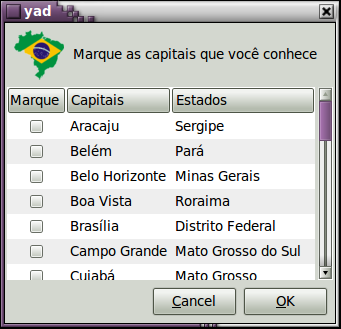 yad
Marque as capitais que você conhece
Marque Capitais Estados
Aracaju Sergipe
Belém Pará
Belo Horizonte Minas Gerais
Boa Vista Roraima
Brasília Distrito Federal
Campo Grande Mato Grosso do Sul
Cuiabá Mato Grosso
Cancel OK